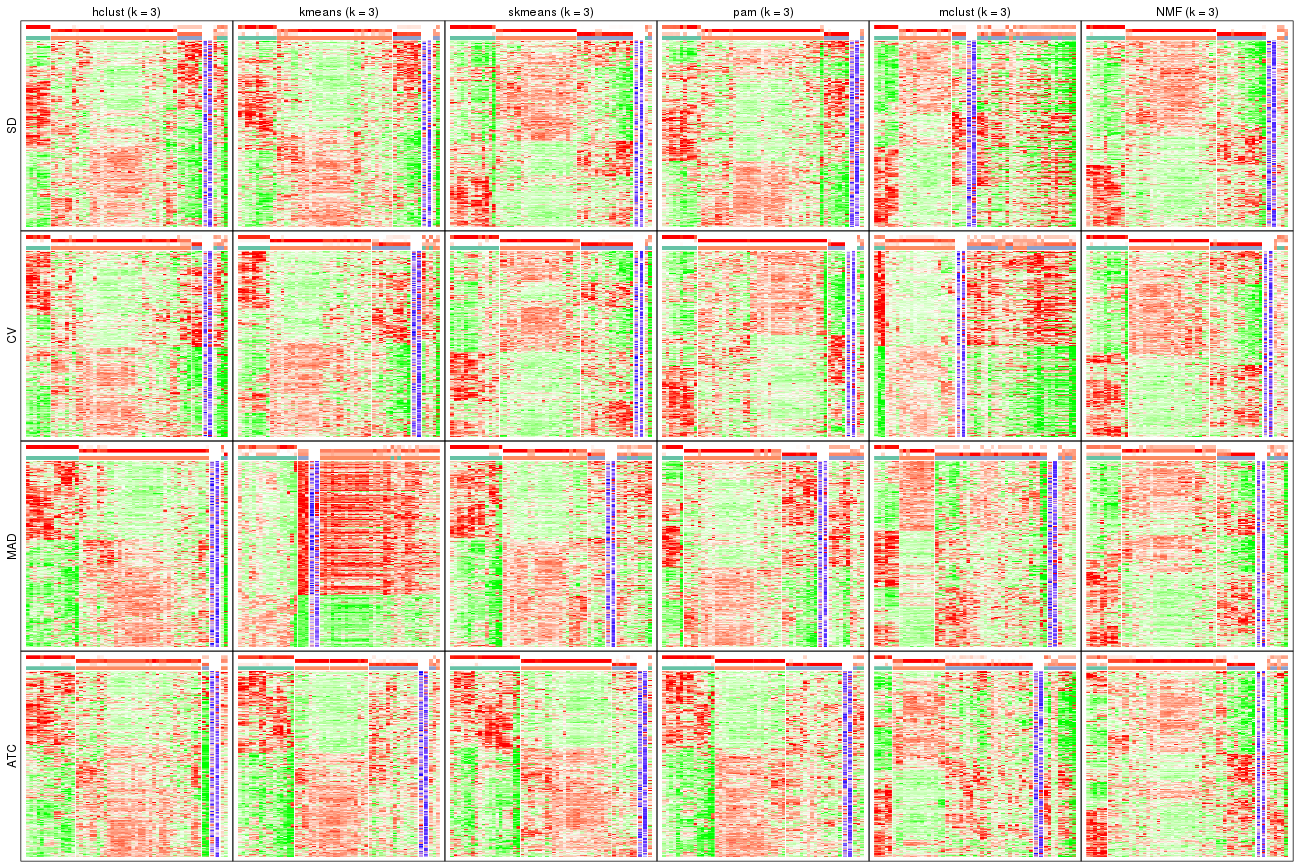 hclust (k = 3)
kmeans (k = 3)
skmeans (k = 3)
pam (k = 3)
mclust (k = 3)
NMF (k = 3)
SD
CV
MAD
ATC